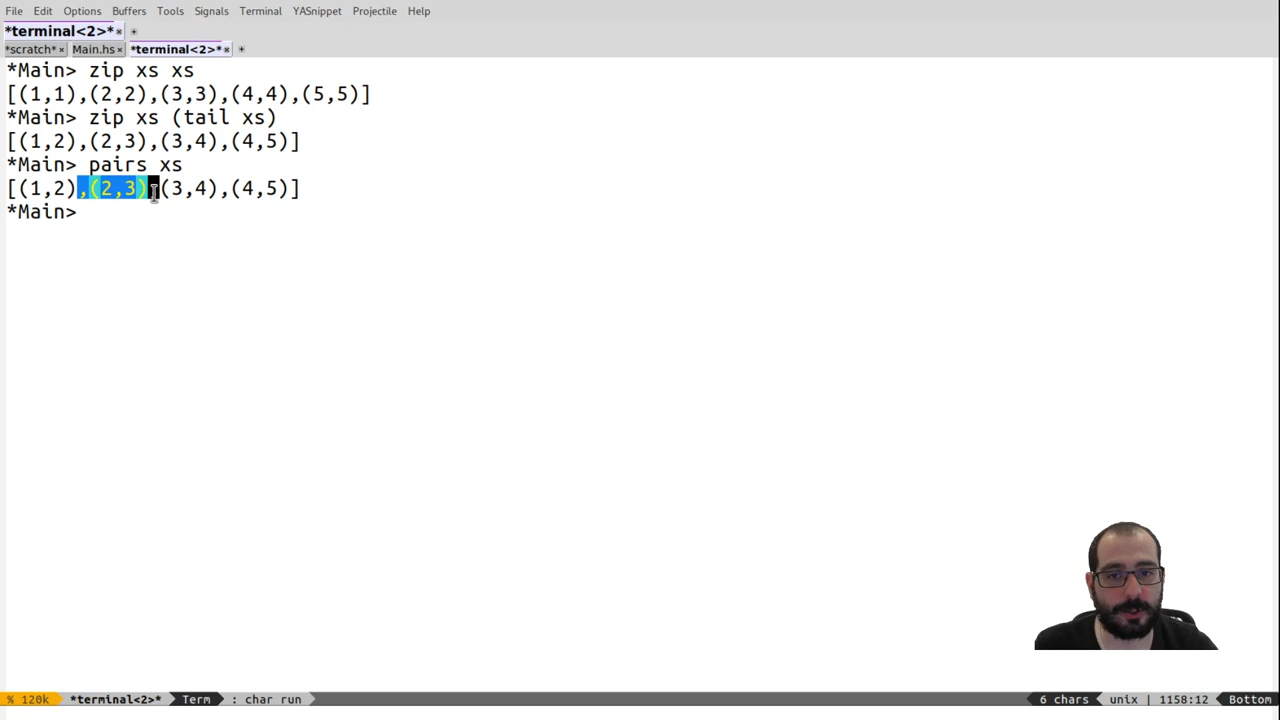 File Edit Options Buffers Tools Signals Terminal YASnippet Projectile Help
*terminal<2>*× +
*scratch*× Main.hs× *terminal<2>*× +
*Main> zip xs xs
[(1,1),(2,2),(3,3),(4,4),(5,5)]
*Main> zip xs (tail xs)
[(1,2),(2,3),(3,4),(4,5)]
*Main> pairs xs
[(1,2),(2,3),(3,4),(4,5)]
*Main>
% 120k *terminal<2>* Term : char run 6 chars unix | 1158:12 Bottom